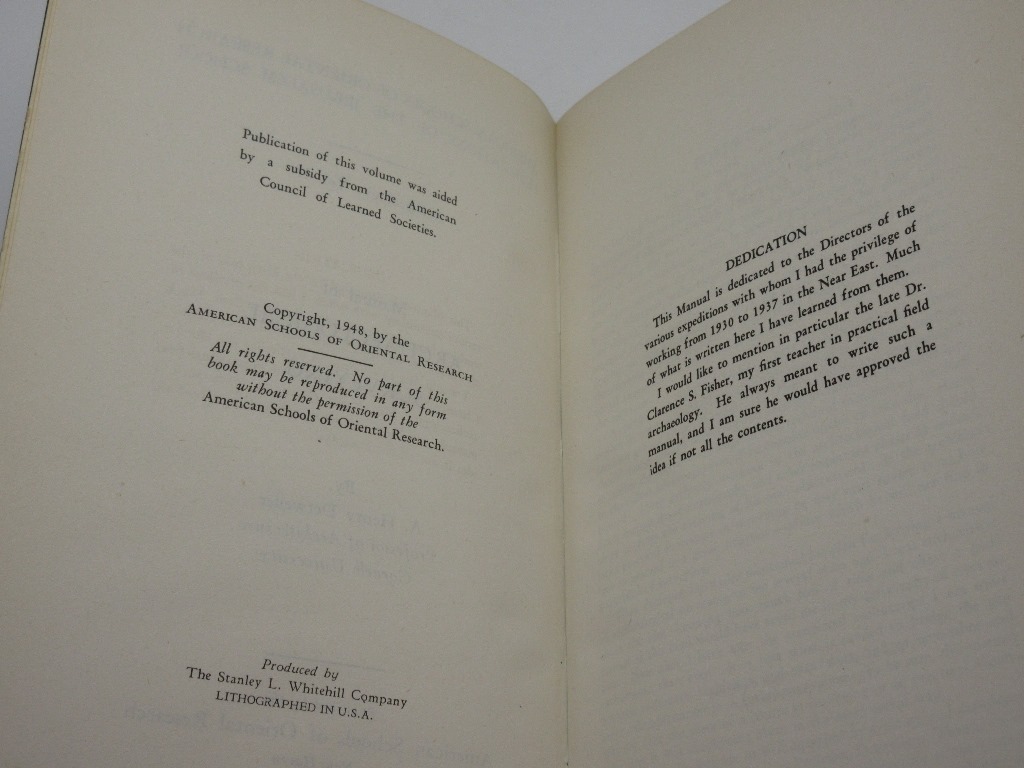 Publication of this volume was aided
by a subsidy from the American
Council of Learned Societies.
Copyright, 1948, by the
AMERICAN SCHOOLS OF ORIENTAL RESEARCH
All rights reserved. No part of this
book may be reproduced in any form
without the permission of the
American Schools of Oriental Research.
Produced by
The Stanley L. Whitehill Company
LITHOGRAPHED IN U.S.A.
DEDICATION
This Manual is dedicated to the Directors of the
various expeditions with whom I had the privilege of
working from 1930 to 1937 in the Near East. Much
of what is written here I have learned from them.
I would like to mention in particular the late Dr.
Clarence S. Fisher, my first teacher in practical field
archaeology. He always meant to write such a
manual, and I am sure he would have approved the
idea if not all the contents.